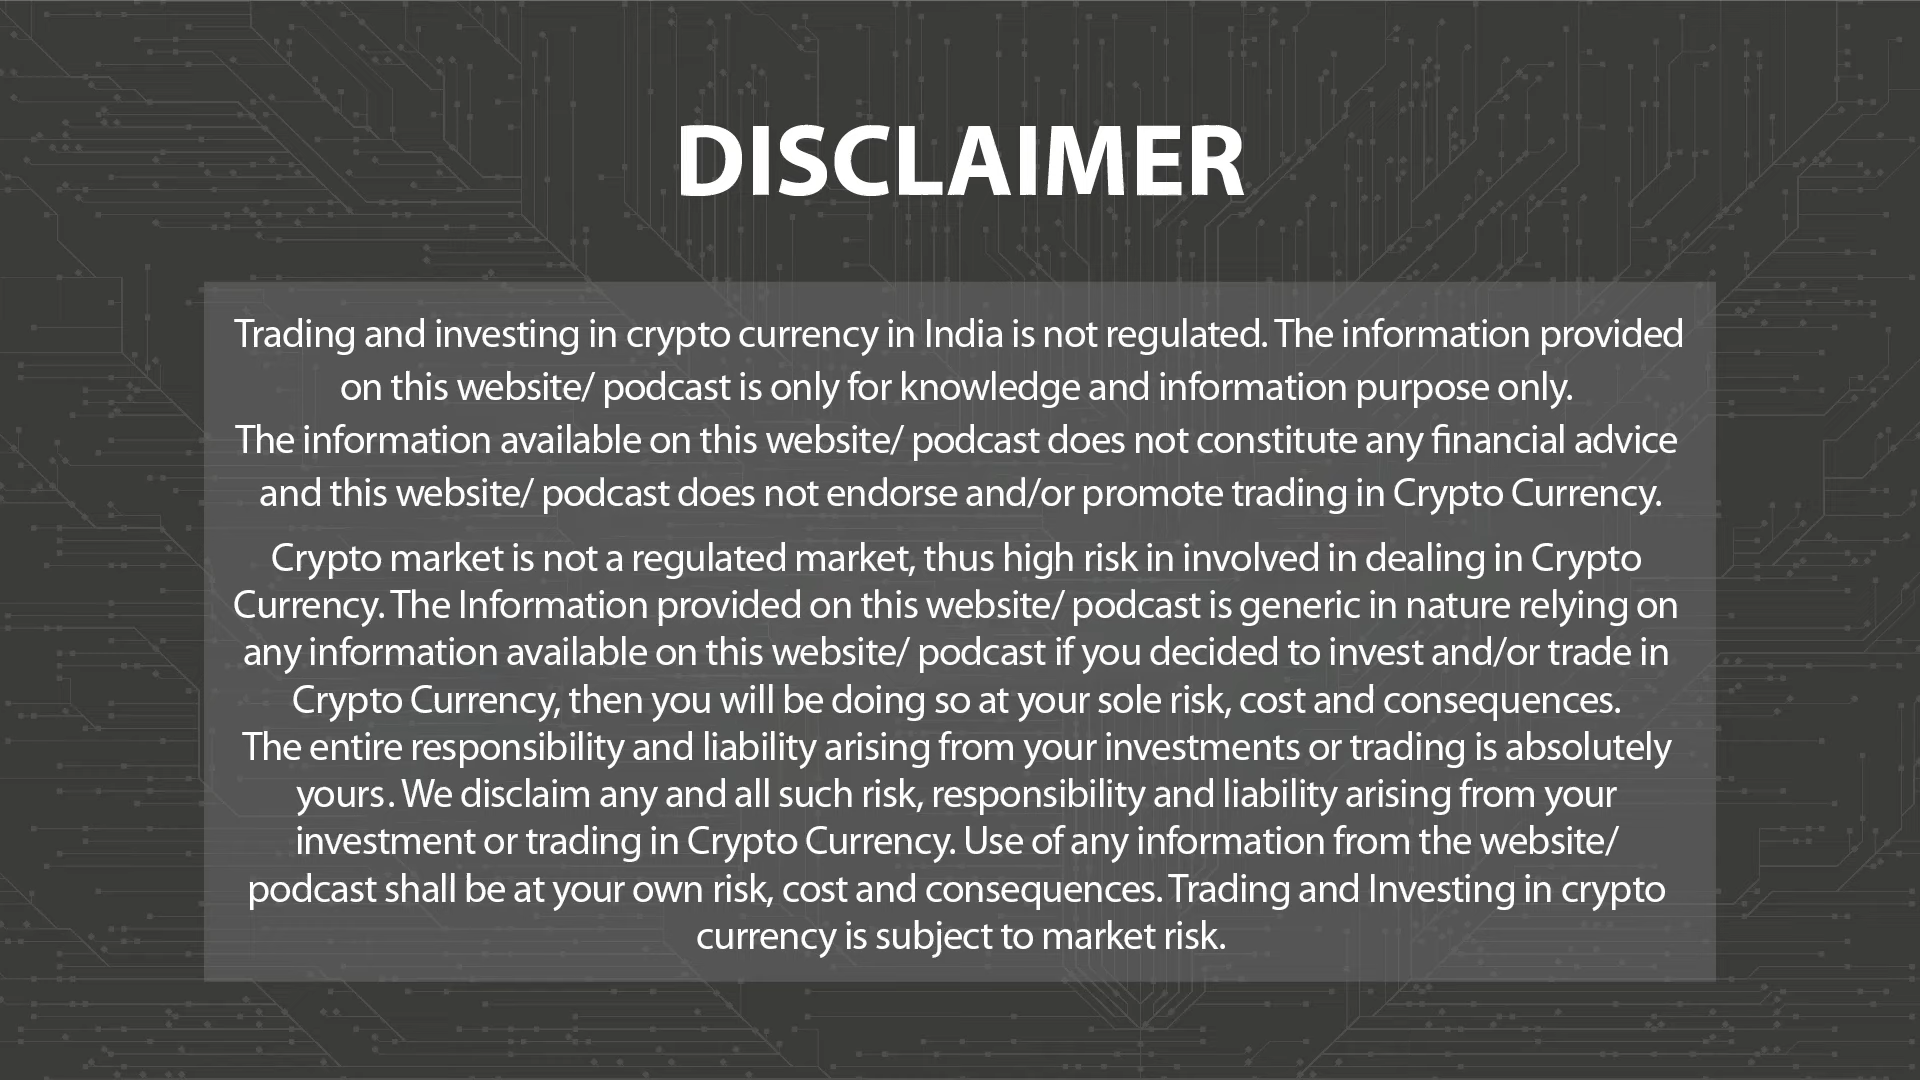 DISCLAIMER
Trading and investing in crypto currency in India is not regulated. The information provided
on this website/ podcast is only for knowledge and information purpose only.
The information available on this website/ podcast does not constitute any financial advice
and this website/ podcast does not endorse and/or promote trading in Crypto Currency.
Crypto market is not a regulated market, thus high risk in involved in dealing in Crypto
Currency. The Information provided on this website/ podcast is generic in nature relying on
any information available on this website/ podcast if you decided to invest and/or trade in
Crypto Currency, then you will be doing so at your sole risk, cost and consequences.
The entire responsibility and liability arising from your investments or trading is absolutely
yours. We disclaim any and all such risk, responsibility and liability arising from your
investment or trading in Crypto Currency. Use of any information from the website/
podcast shall be at your own risk, cost and consequences. Trading and Investing in crypto
currency is subject to market risk.